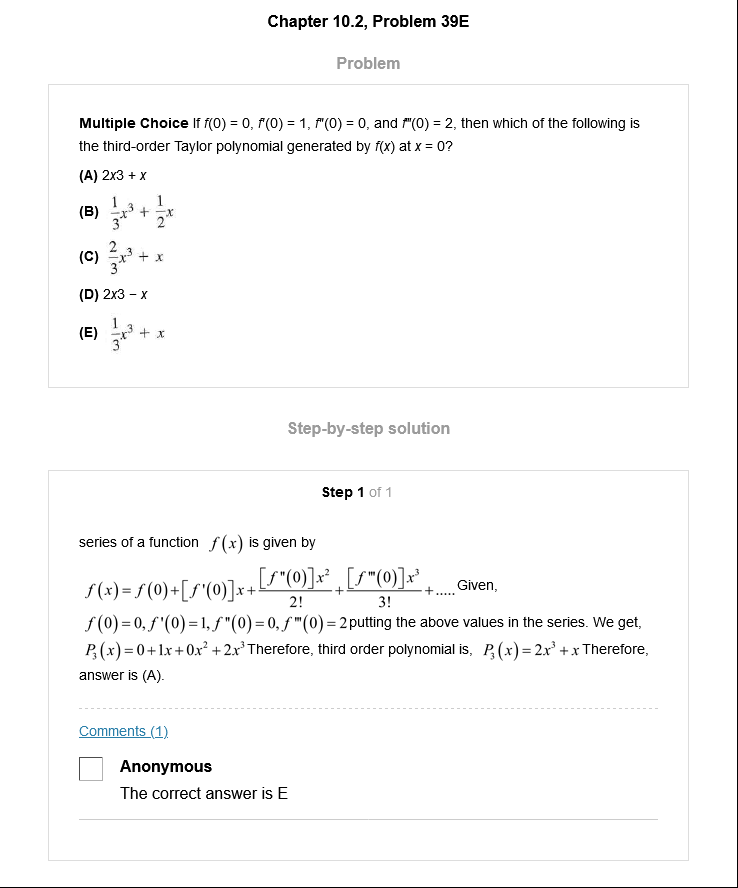 Chapter 10.2, Problem 39E
Problem
Multiple Choice If f(0) = 0, f'(0) = 1, f"(0) = 0, and f'"(0) = 2, then which of the following is
the third-order Taylor polynomial generated by f(x) at x = 0?
(A) 2x3 + x
(B) \frac{1}{3}x^3 + \frac{1}{2}x
(C) \frac{2}{3}x^3 + x
(D) 2x3 − x
(E) \frac{1}{3}x^3 + x
Step-by-step solution
Step 1 of 1
series of a function f(x) is given by
f(x) = f(0)+[f'(0)]x+\frac{[f"(0)]x^2}{2!}+\frac{[f'"(0)]x^3}{3!}+..... Given,
f(0)=0, f'(0)=1, f"(0)=0, f'"(0)=2 putting the above values in the series. We get,
P_3(x)=0+1x+0x^2+2x^3 Therefore, third order polynomial is, P_3(x)=2x^3+x Therefore,
answer is (A).
Comments (1)
Anonymous
The correct answer is E